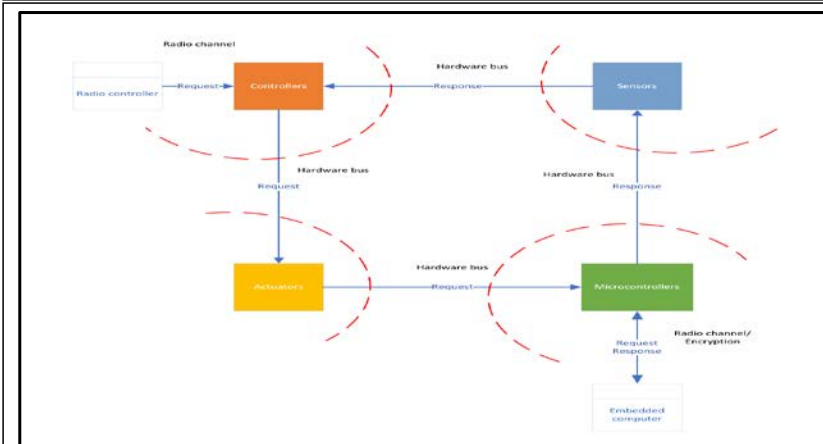 Radio channel
Radio controller
Request
Controllers
Hardware bus
Response
Sensors
Hardware bus
Request
Hardware bus
Response
Actuators
Hardware bus
Request
Microcontrollers
Radio channel/
Encryption
Request
Response
Embedded
computer